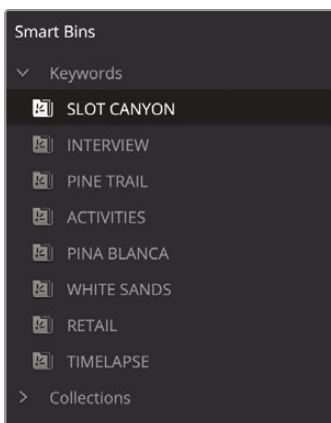 Smart Bins
Keywords
SLOT CANYON
INTERVIEW
PINE TRAIL
ACTIVITIES
PINA BLANCA
WHITE SANDS
RETAIL
TIMELAPSE
Collections